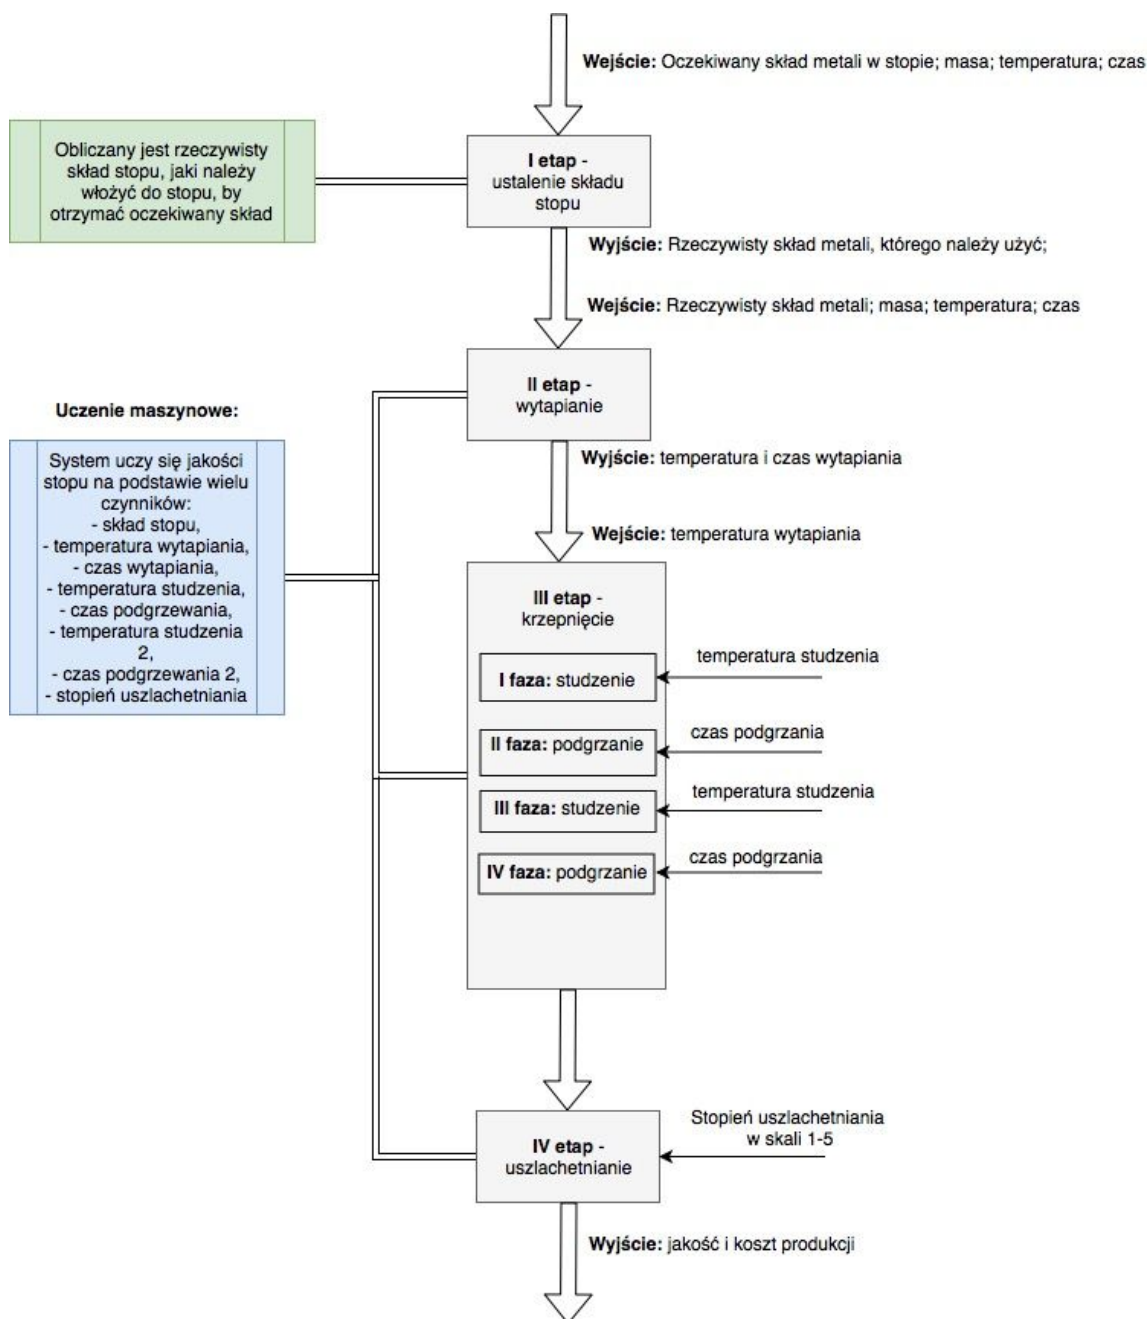 Wejście: Oczekiwany skład metali w stopie; masa; temperatura; czas
Obliczany jest rzeczywisty
skład stopu, jaki należy
włożyć do stopu, by
otrzymać oczekiwany skład
I etap -
ustalenie składu
stopu
Wyjście: Rzeczywisty skład metali, którego należy użyć;
Wejście: Rzeczywisty skład metali; masa; temperatura; czas
II etap -
wytapianie
Uczenie maszynowe:
System uczy się jakości
stopu na podstawie wielu
czynników:
- skład stopu,
- temperatura wytapiania,
- czas wytapiania,
- temperatura studzenia,
- czas podgrzewania,
- temperatura studzenia
2,
- czas podgrzewania 2,
- stopień uszlachetniania
Wyjście: temperatura i czas wytapiania
Wejście: temperatura wytapiania
III etap -
krzepnięcie
I faza: studzenie
temperatura studzenia
II faza: podgrzanie
czas podgrzania
III faza: studzenie
temperatura studzenia
IV faza: podgrzanie
czas podgrzania
IV etap -
uszlachetnianie
Stopień uszlachetniania
w skali 1-5
Wyjście: jakość i koszt produkcji